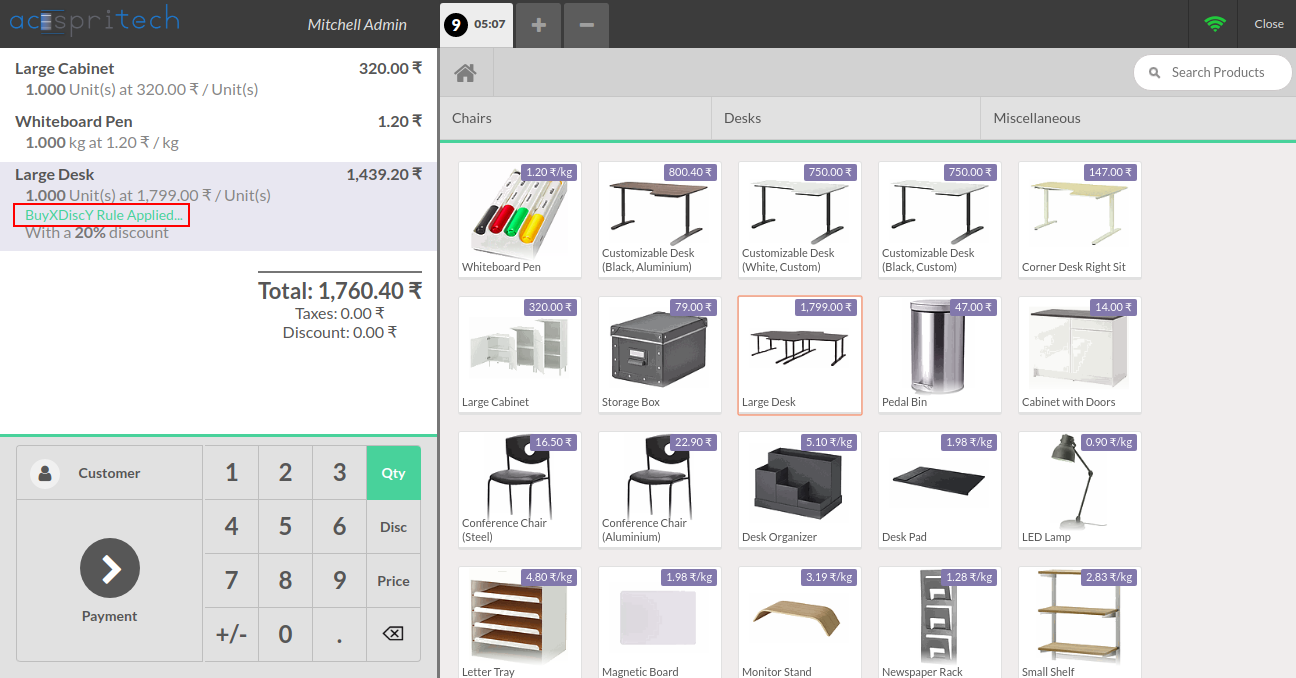 acespritech
Mitchell Admin
9 05:07
+
−
Close
Large Cabinet 320.00 ₹
1.000 Unit(s) at 320.00 ₹ / Unit(s)
Whiteboard Pen 1.20 ₹
1.000 kg at 1.20 ₹ / kg
Large Desk 1,439.20 ₹
1.000 Unit(s) at 1,799.00 ₹ / Unit(s)
BuyXDiscY Rule Applied...
With a 20% discount
Total: 1,760.40 ₹
Taxes: 0.00 ₹
Discount: 0.00 ₹
Customer
Payment
1 2 3 Qty
4 5 6 Disc
7 8 9 Price
+/- 0 .
Search Products
Chairs Desks Miscellaneous
1.20 ₹/kg
Whiteboard Pen
800.40 ₹
Customizable Desk
(Black, Aluminium)
750.00 ₹
Customizable Desk
(White, Custom)
750.00 ₹
Customizable Desk
(Black, Custom)
147.00 ₹
Corner Desk Right Sit
320.00 ₹
Large Cabinet
79.00 ₹
Storage Box
1,799.00 ₹
Large Desk
47.00 ₹
Pedal Bin
14.00 ₹
Cabinet with Doors
16.50 ₹
Conference Chair
(Steel)
22.90 ₹
Conference Chair
(Aluminium)
5.10 ₹/kg
Desk Organizer
1.98 ₹/kg
Desk Pad
0.90 ₹/kg
LED Lamp
4.80 ₹/kg
Letter Tray
1.98 ₹/kg
Magnetic Board
3.19 ₹/kg
Monitor Stand
1.28 ₹/kg
Newspaper Rack
2.83 ₹/kg
Small Shelf